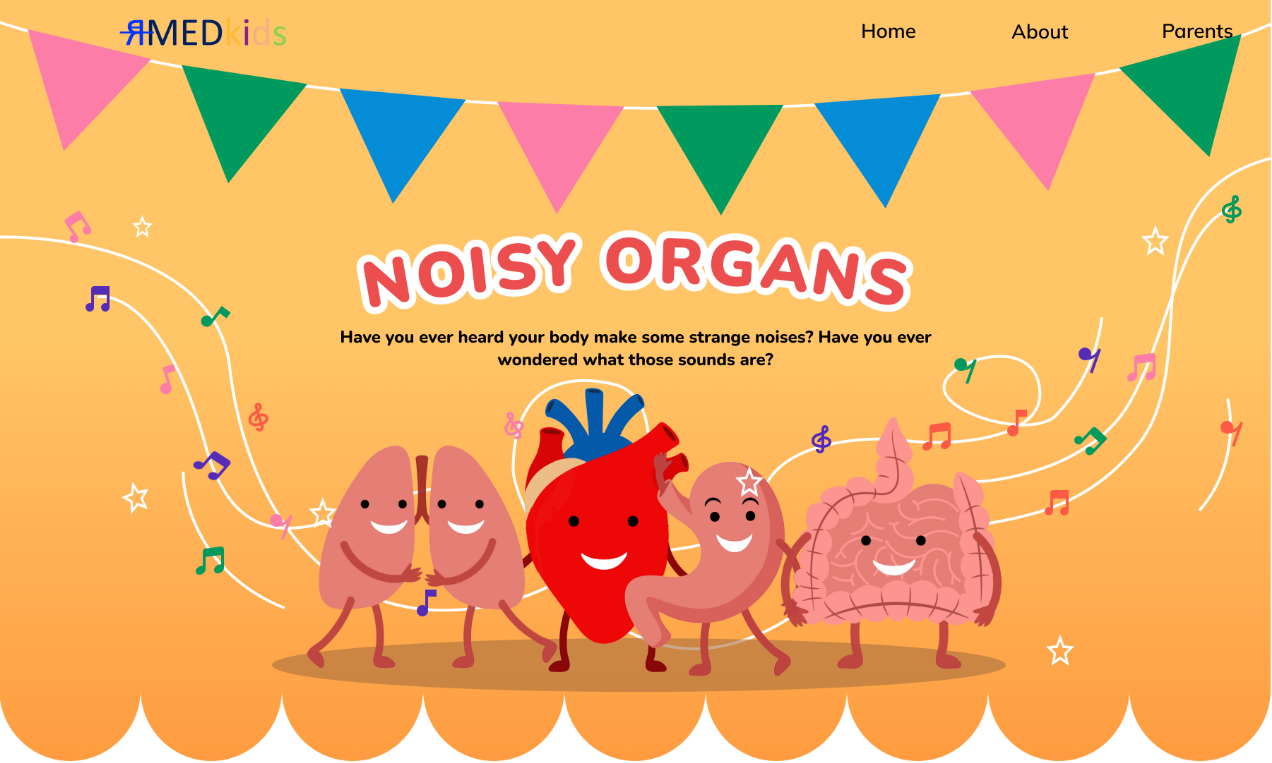 ЯMEDkids
Home
About
Parents
NOISY ORGANS
Have you ever heard your body make some strange noises? Have you ever
wondered what those sounds are?